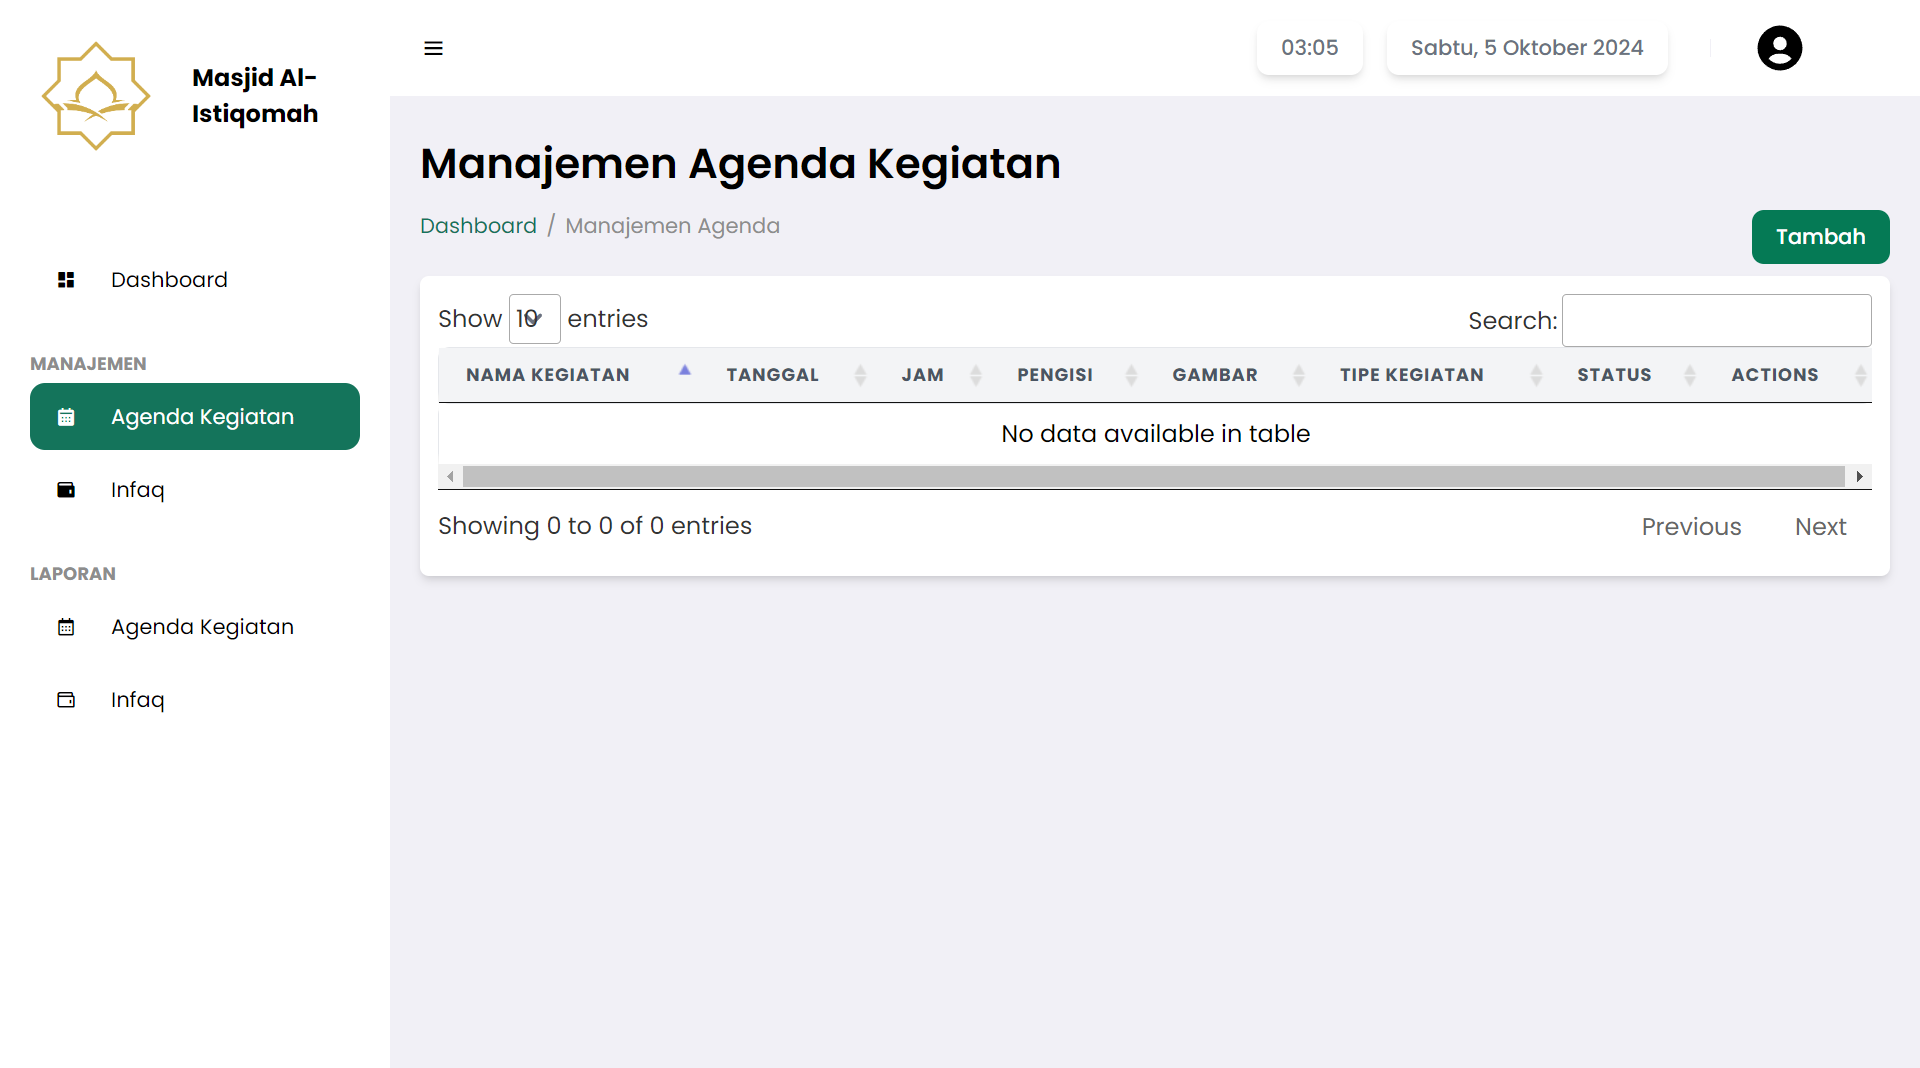 Masjid Al-
Istiqomah
03:05
Sabtu, 5 Oktober 2024
Dashboard
MANAJEMEN
Agenda Kegiatan
Infaq
LAPORAN
Agenda Kegiatan
Infaq
Manajemen Agenda Kegiatan
Dashboard / Manajemen Agenda
Tambah
Show 10 entries
Search:
NAMA KEGIATAN TANGGAL JAM PENGISI GAMBAR TIPE KEGIATAN STATUS ACTIONS
No data available in table
Showing 0 to 0 of 0 entries
Previous Next